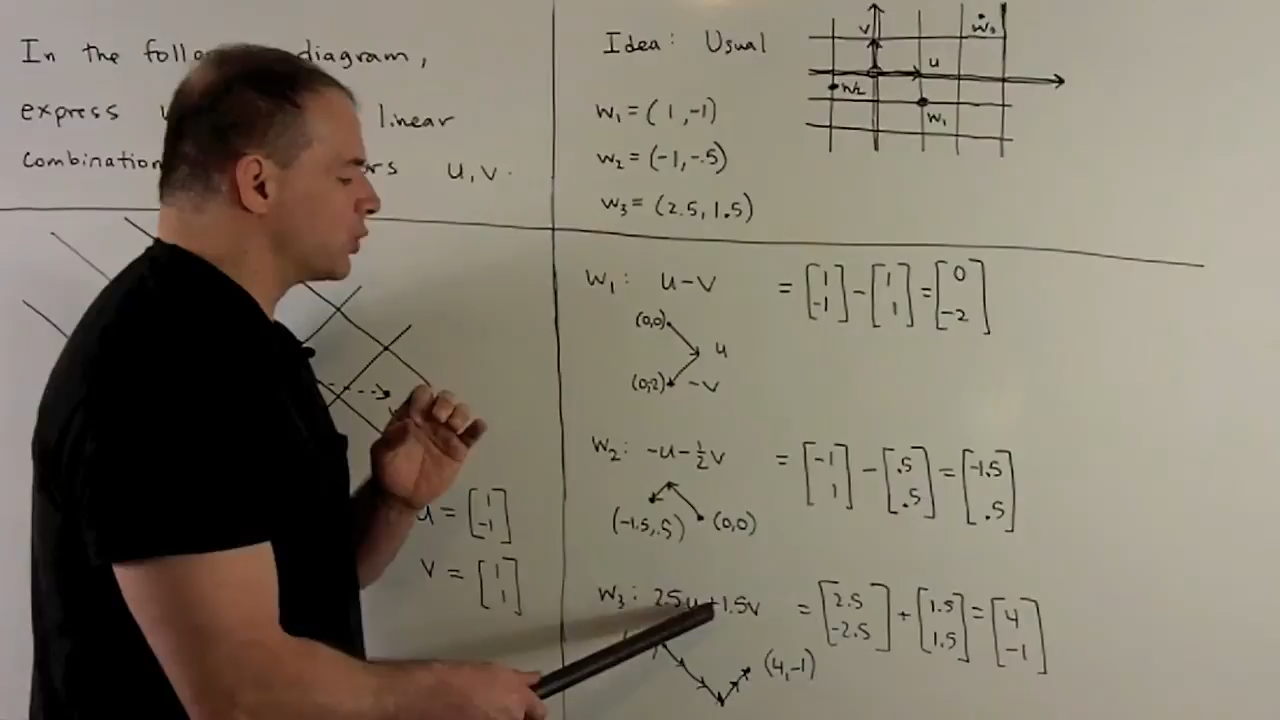 In the follo diagram,
express linear
combination rs u,v.
u = [1 -1]
v = [1 1]
Idea: Usual
w₁ = (1, -1)
w₂ = (-1, -.5)
w₃ = (2.5, 1.5)
v
u
w₃
w₂
w₁
w₁: u-v = [1 -1] - [1 1] = [0 -2]
(0,0)
u
(0,2) -v
w₂: -u-½v = [-1 1] - [.5 .5] = [-1.5 .5]
(-1.5,.5) (0,0)
w₃: 2.5u+1.5v = [2.5 -2.5] + [1.5 1.5] = [4 -1]
(4,-1)